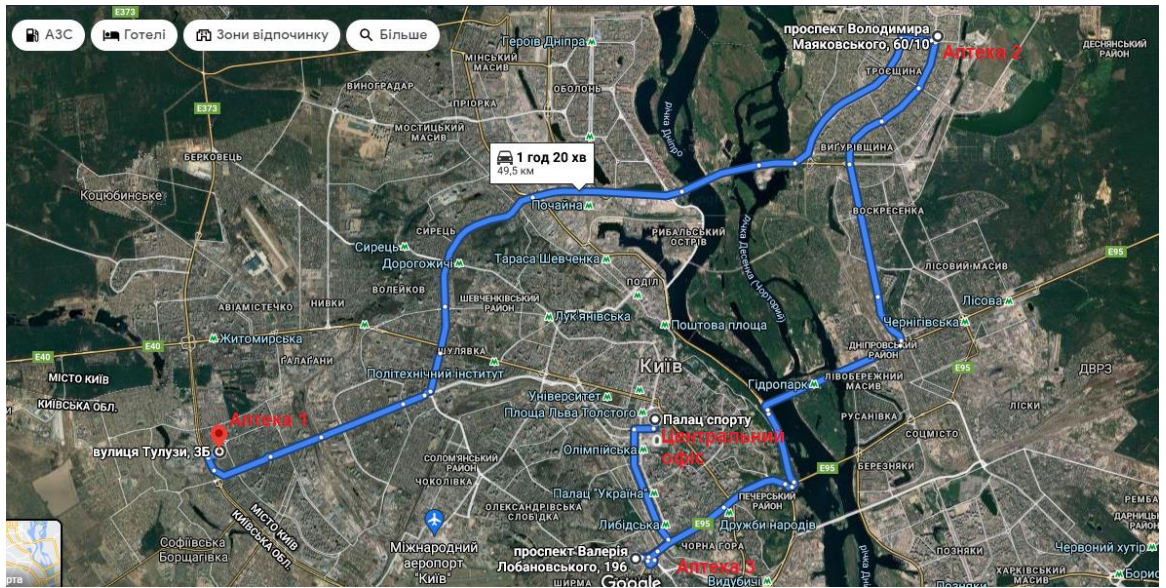 E373
АЗС
Готелі
Зони відпочинку
Більше
Героїв Дніпра
проспект Володимира
Маяковського, 60/10
Аптека 2
ДЕСНЯНСЬКИЙ
РАЙОН
МІНСЬКИЙ
МАСИВ
ТРОЄЩИНА
ВИНОГРАДАР
ОБОЛОНЬ
E373
ПРІОРКА
річка Дніпро
МОСТИЦЬКИЙ
МАСИВ
БЕРКОВЕЦЬ
ВИГУРІВЩИНА
1 год 20 хв
49,5 км
Коцюбинське
Почайна
ВОСКРЕСЕНКА
СИРЕЦЬ
РИБАЛЬСЬКИЙ
ОСТРІВ
річка Десенка (Чорторий)
Сирець
Дорогожичі
Тараса Шевченка
E95
ЛІСОВИЙ МАСИВ
ВОЛЕЙКОВ
ПОДІЛ
АВІАМІСТЕЧКО
НИВКИ
ШЕВЧЕНКІВСЬКИЙ
РАЙОН
Лісова
Лук'янівська
Поштова площа
Чернігівська
Житомирська
E40
E40
ГАЛАГАНИ
ШУЛЯВКА
ДНІПРОВСЬКИЙ
РАЙОН
Київ
E95
ДВРЗ
МІСТО КИЇВ
КИЇВСЬКА ОБЛ.
Політехнічний інститут
Гідропарк
ЛІВОБЕРЕЖНИЙ
МАСИВ
Університет
ЛІСКИ
Площа Льва Толстого
РУСАНІВКА
Аптека 1
Палац спорту
Центральний
офіс
СОЦМІСТО
вулиця Тулузи, 3Б
Олімпійська
СОЛОМ'ЯНСЬКИЙ
РАЙОН
ЧОКОЛІВКА
E95
БЕРЕЗНЯКИ
Палац "Україна"
ПЕЧЕРСЬКИЙ
РАЙОН
ОЛЕКСАНДРІВСЬКА
СЛОБІДКА
МІСТО КИЇВ
КИЇВСЬКА ОБЛ.
Либідська
E95
Дружби народів
Софіївська
Борщагівка
Міжнародний
аеропорт
"Київ"
ЧОРНА ГОРА
ПОЗНЯКИ
Червоний хутір
проспект Валерія
Лобановського, 196
Аптека 3
Видубичі
ХАРКІВСЬКИЙ
МАСИВ
ШИРМА
Google